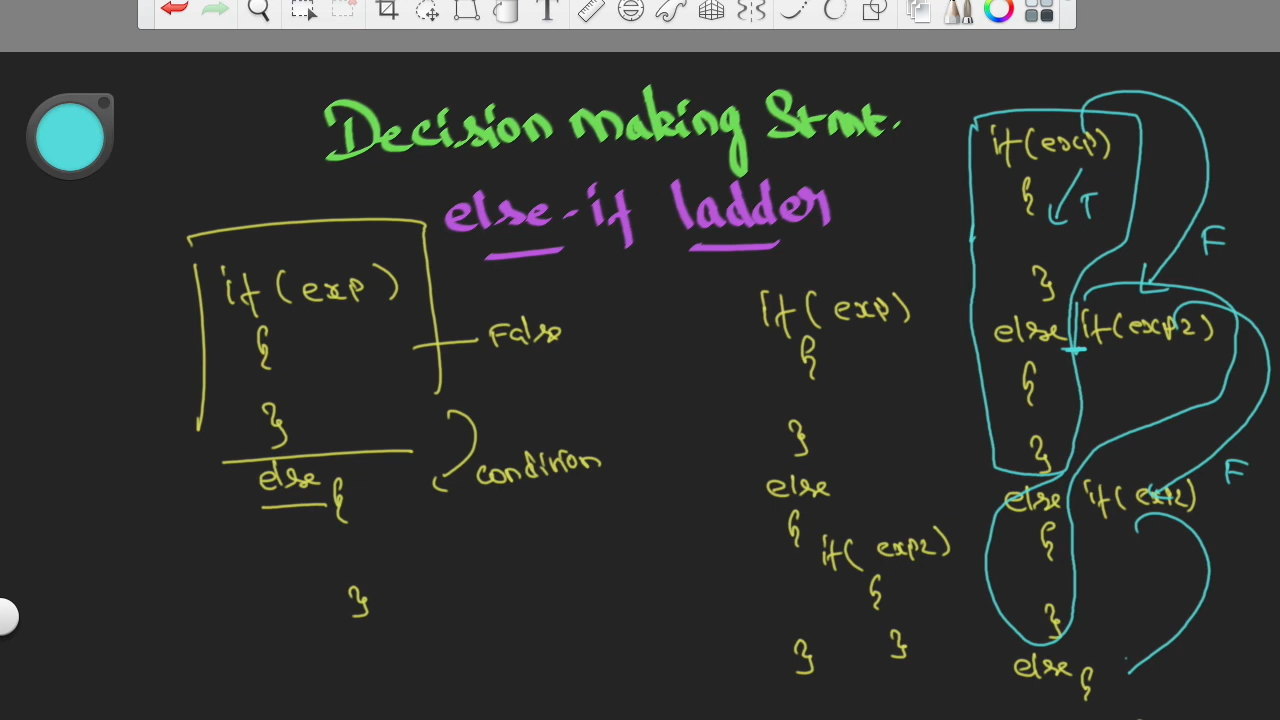 Decision making Stmt.
else-if ladder
if(exp)
{
}
else {
}
False
condition
if(exp)
{
}
else
{
if(exp2)
{
}
}
if(exp)
{
T
}
F
else if(exp2)
{
}
F
else if(
{
}
else {